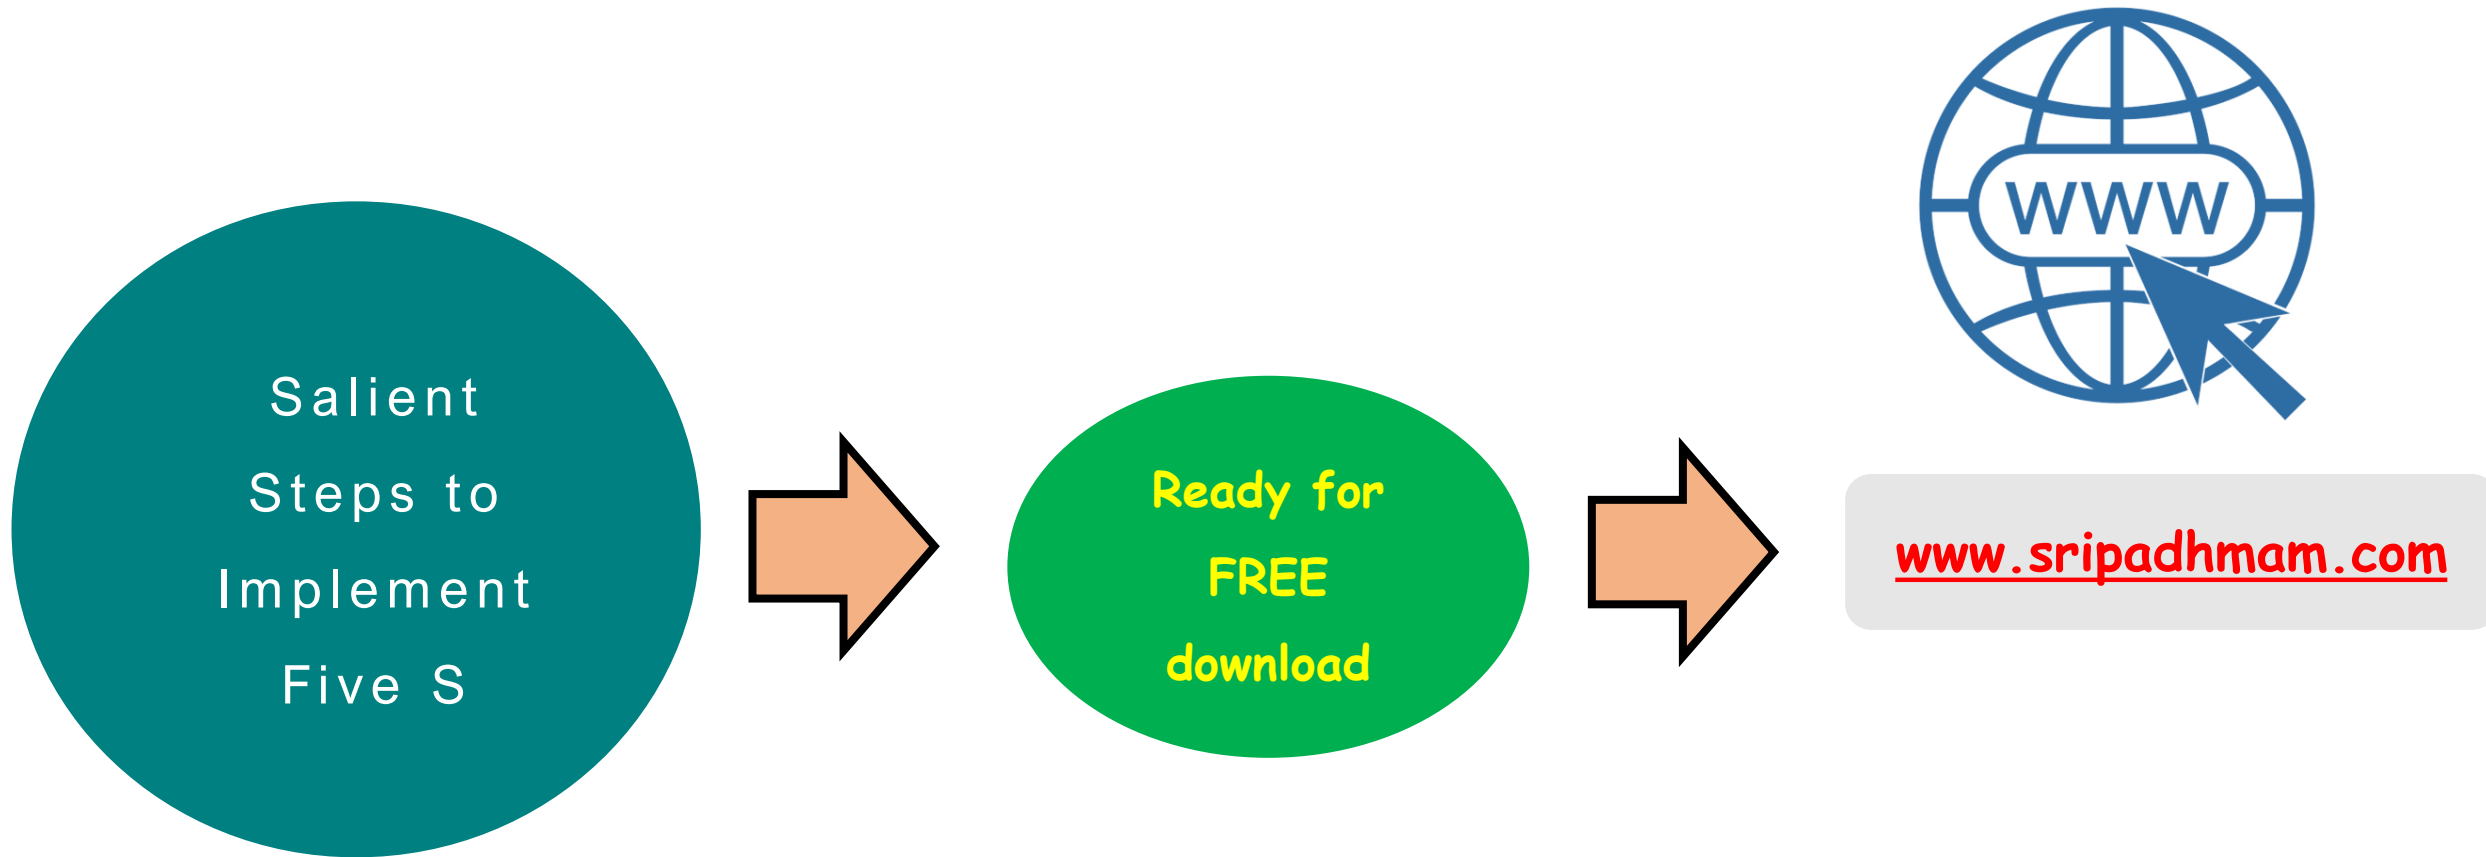 Salient
Steps to
Implement
Five S
Ready for
FREE
download
WWW
www.sripadhmam.com